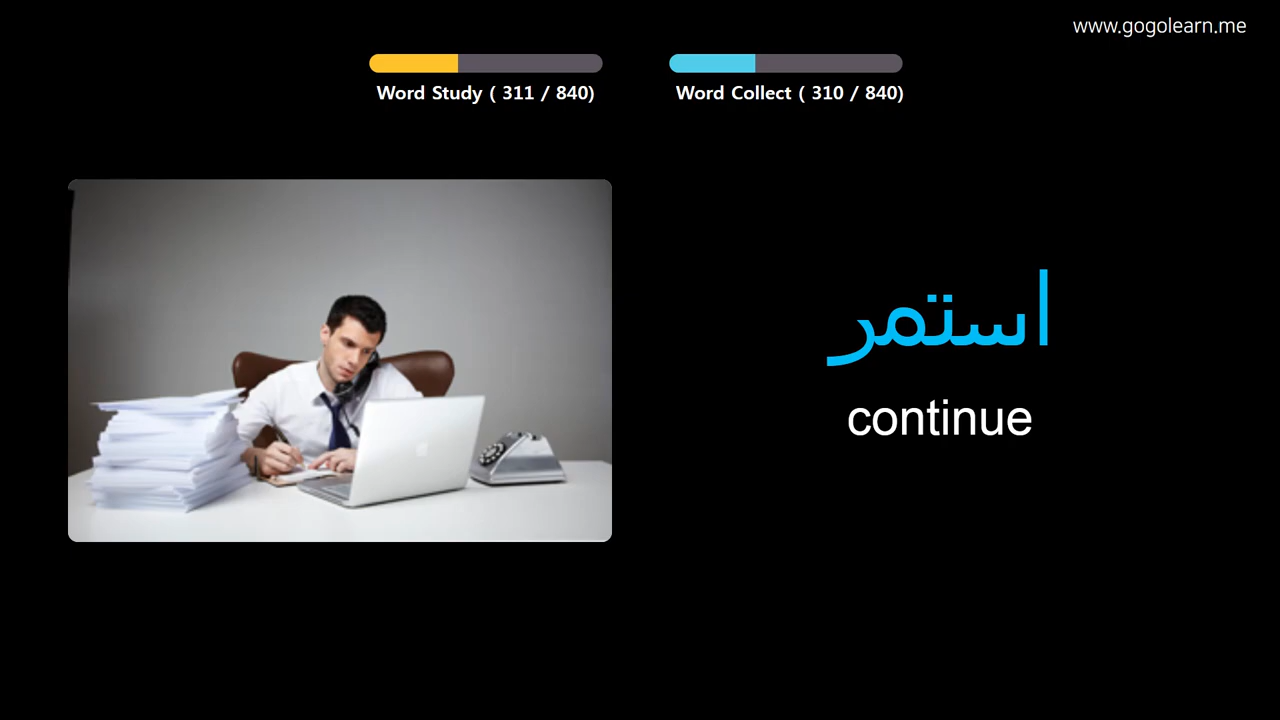 www.gogolearn.me
Word Study ( 311 / 840)
Word Collect ( 310 / 840)
استمر
continue